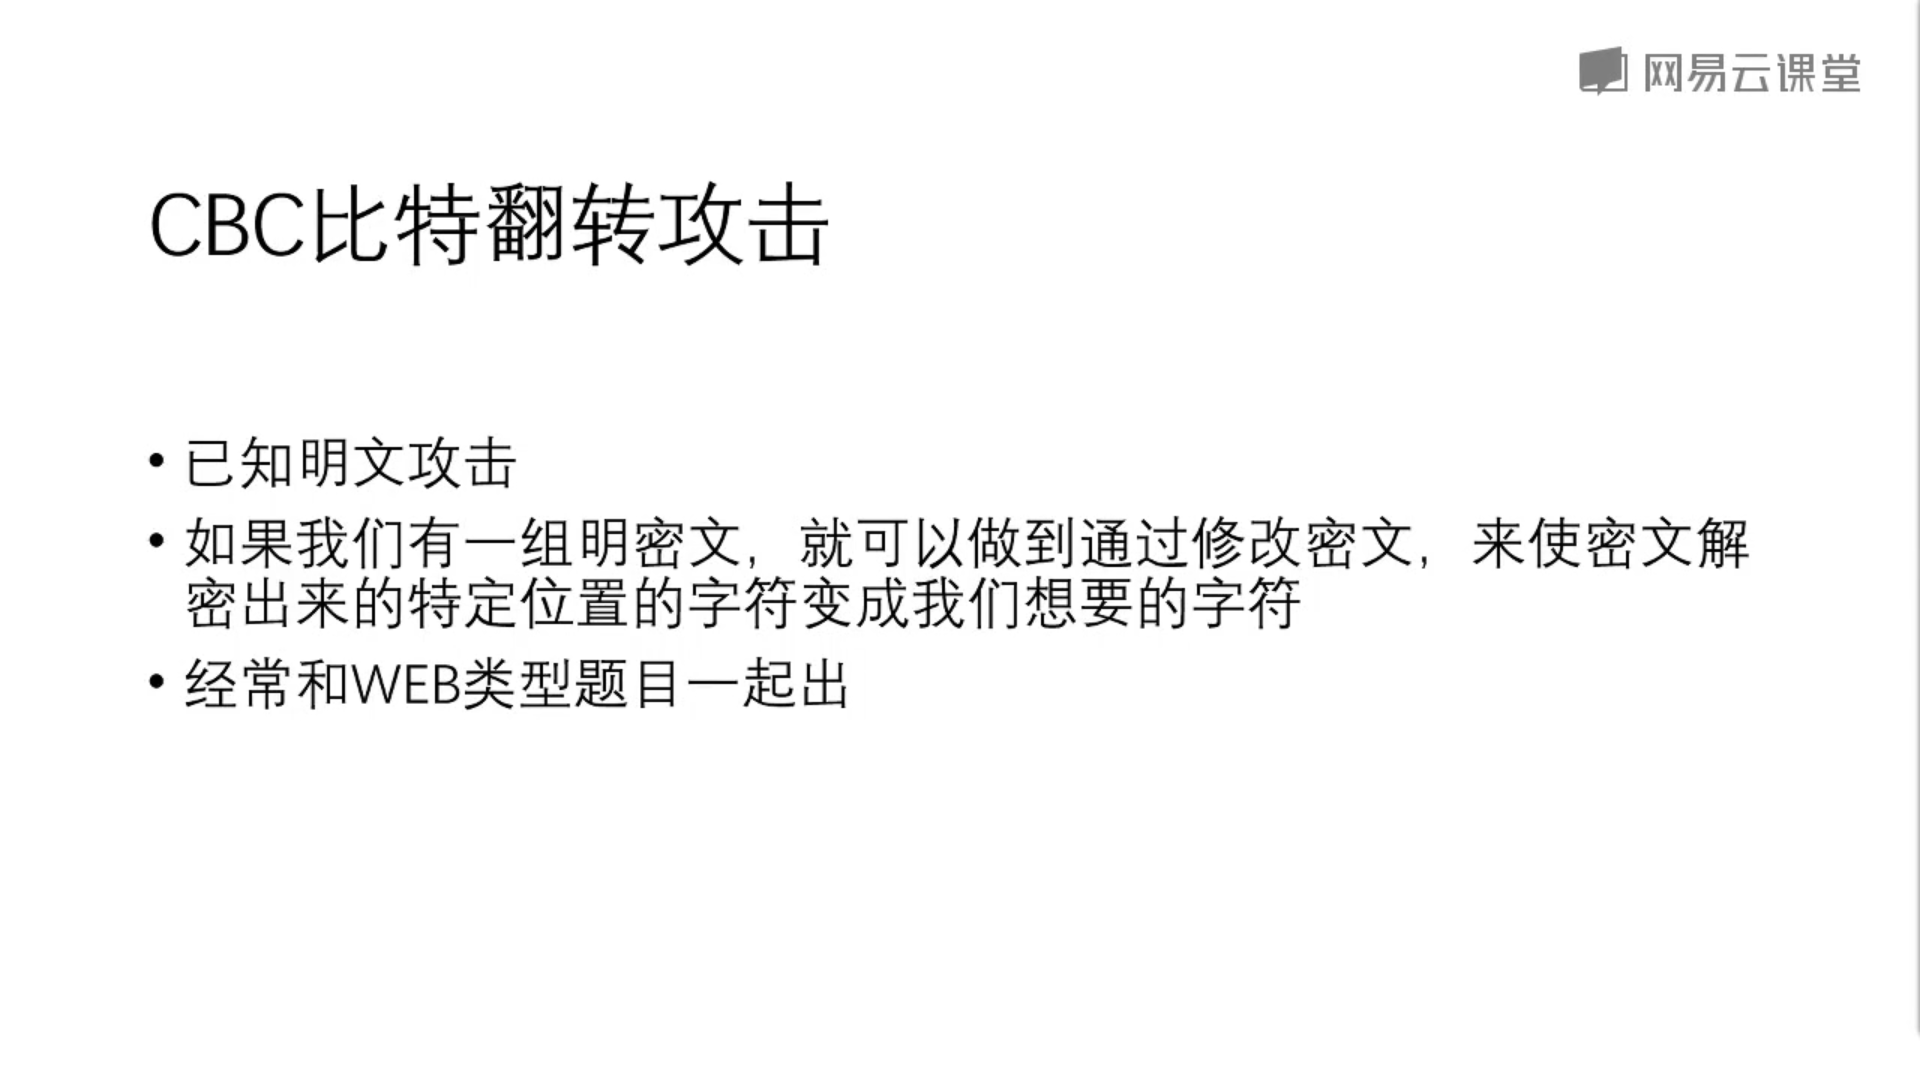 网易云课堂
CBC比特翻转攻击
• 已知明文攻击
• 如果我们有一组明密文，就可以做到通过修改密文，来使密文解
密出来的特定位置的字符变成我们想要的字符
• 经常和WEB类型题目一起出